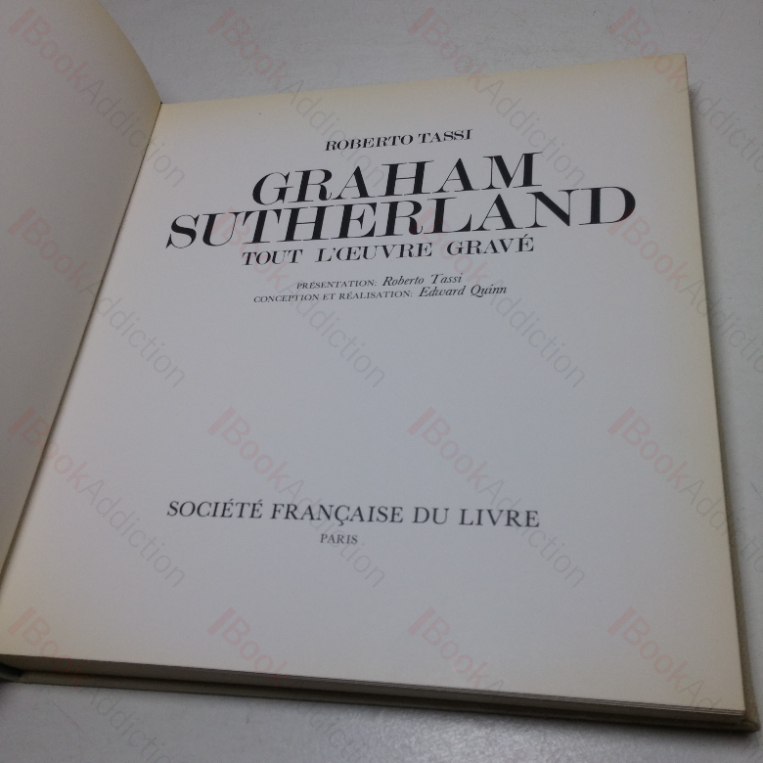 ROBERTO TASSI
GRAHAM
SUTHERLAND
TOUT L'ŒUVRE GRAVÉ
PRÉSENTATION: Roberto Tassi
CONCEPTION ET RÉALISATION: Edward Quinn
SOCIÉTÉ FRANÇAISE DU LIVRE
PARIS
BookAddiction